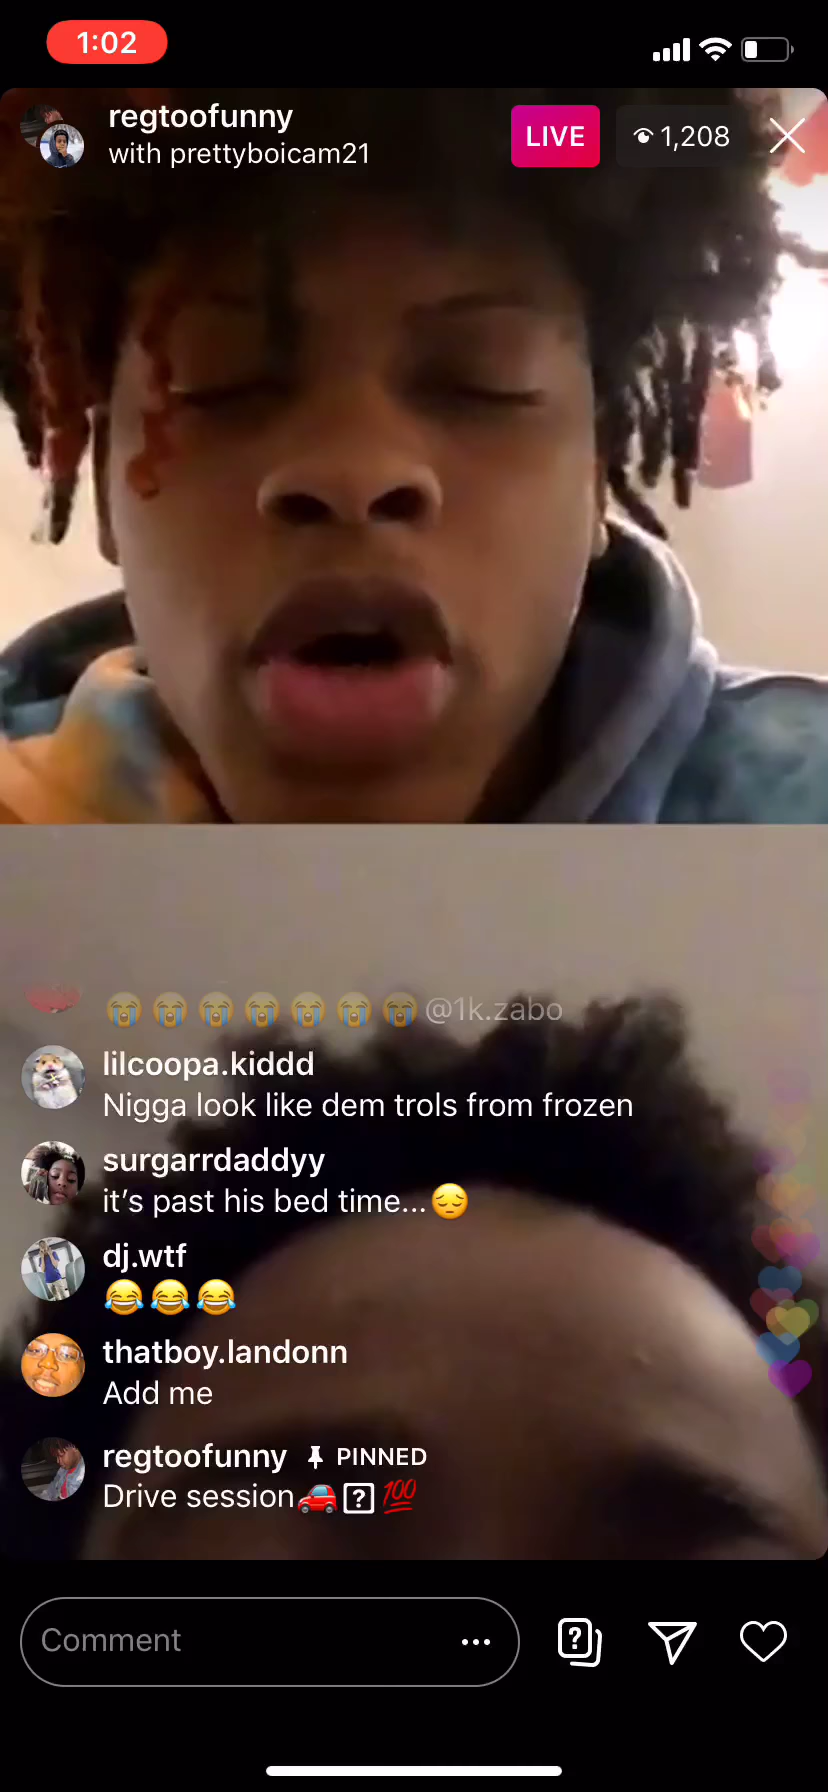 1:02
regtoofunny
with prettyboicam21
LIVE
1,208
😭😭😭😭😭😭😭@1k.zabo
lilcoopa.kiddd
Nigga look like dem trols from frozen
surgarrdaddyy
it's past his bed time...😔
dj.wtf
😂😂😂
thatboy.landonn
Add me
regtoofunny PINNED
Drive session🚗⍰💯
Comment